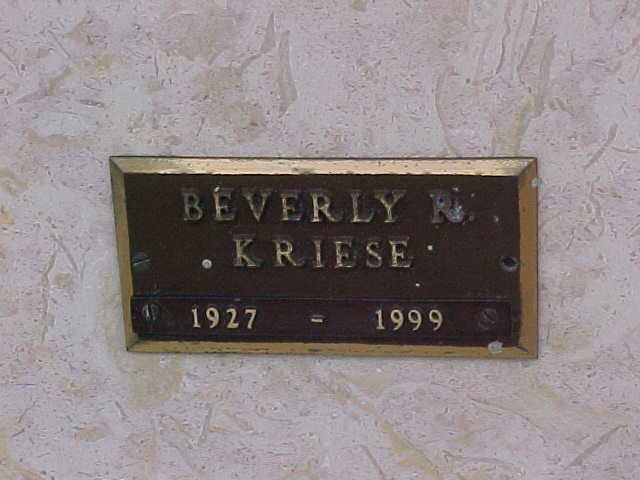 BEVERLY R.
KRIESE
1927 - 1999